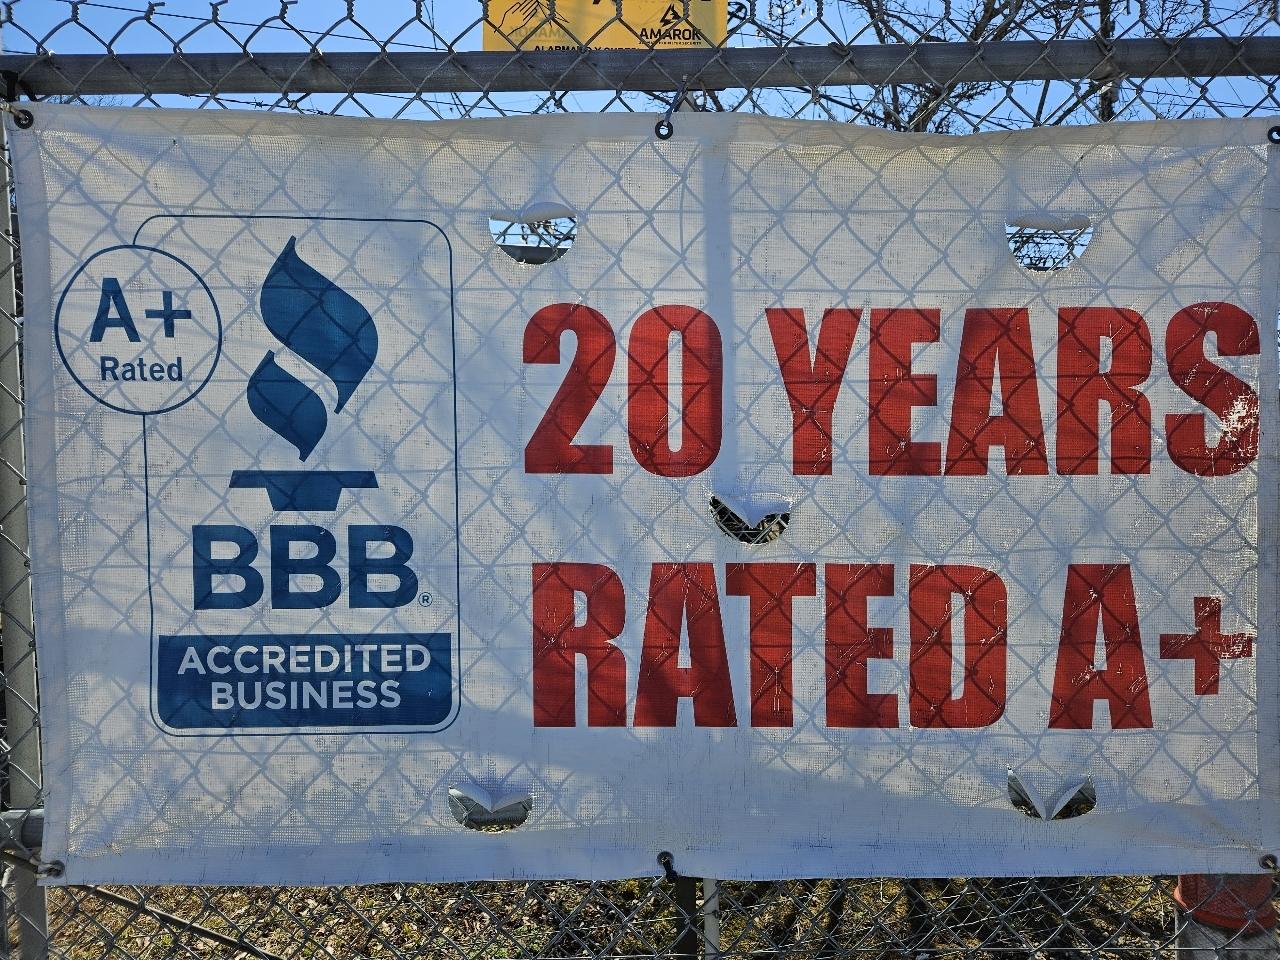 AMAROK
A+
Rated
BBB®
ACCREDITED
BUSINESS
20 YEARS
RATED A+